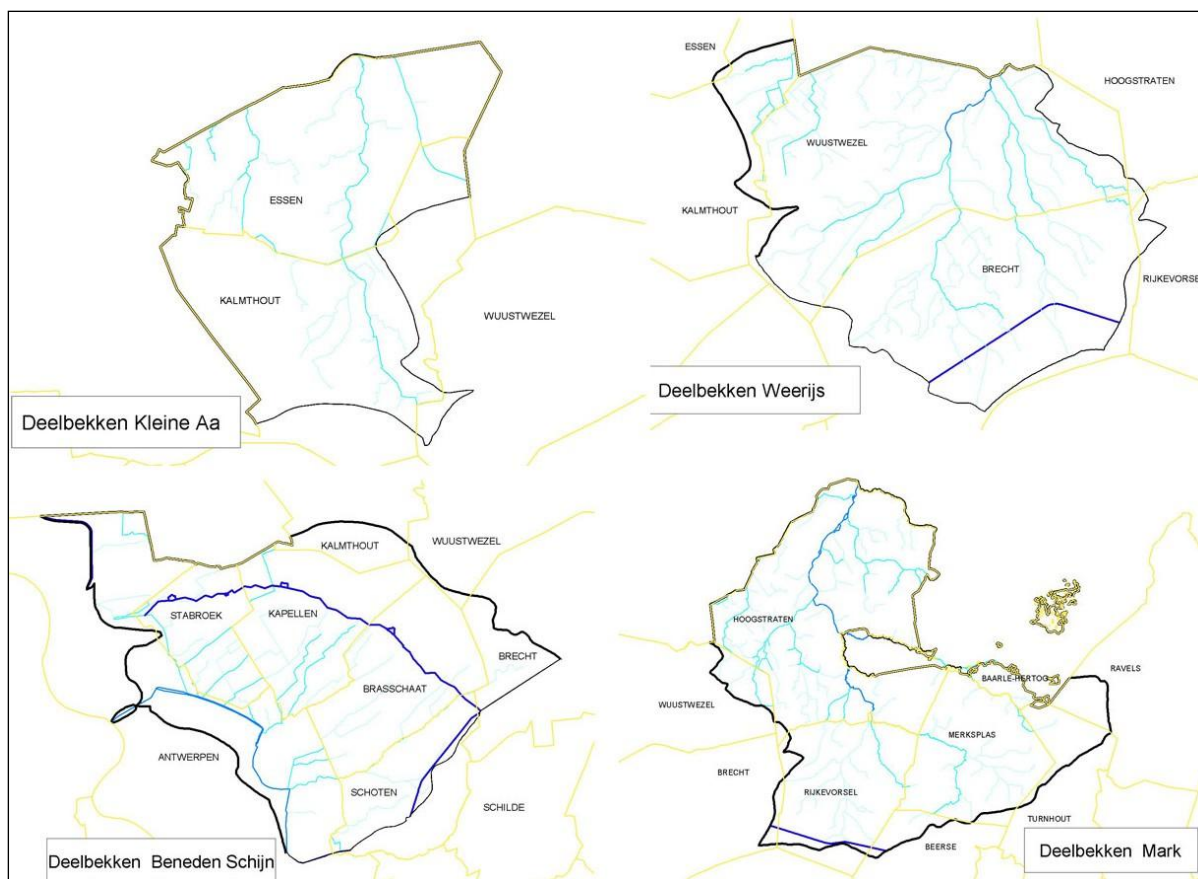 ESSEN
KALMTHOUT
WUUSTWEZEL
Deelbekken Kleine Aa
ESSEN
HOOGSTRATEN
WUUSTWEZEL
KALMTHOUT
BRECHT
RIJKEVORSE
Deelbekken Weerijs
KALMTHOUT
WUUSTWEZEL
STABROEK
KAPELLEN
BRECHT
BRASSCHAAT
ANTWERPEN
SCHOTEN
SCHILDE
Deelbekken Beneden Schijn
HOOGSTRATEN
BAARLE-HERTOG
RAVELS
WUUSTWEZEL
MERKSPLAS
BRECHT
RIJKEVORSEL
TURNHOUT
BEERSE
Deelbekken Mark